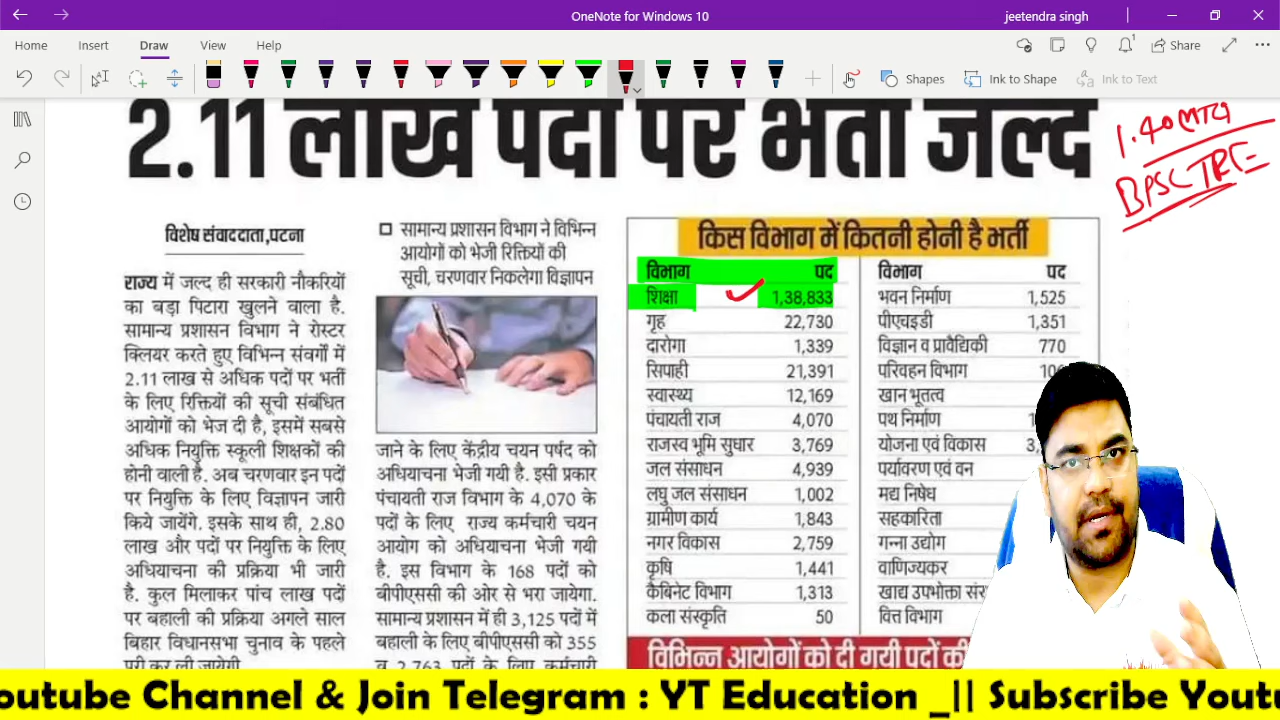 OneNote for Windows 10
jeetendra singh
Home Insert Draw View Help
Share
Shapes Ink to Shape Ink to Text
2.11 लाख पदों पर भर्ती जल्द
1.40 लाख
BPSC TRE
विशेष संवाददाता,पटना
राज्य में जल्द ही सरकारी नौकरियों
का बड़ा पिटारा खुलने वाला है.
सामान्य प्रशासन विभाग ने रोस्टर
क्लियर करते हुए विभिन्न संवर्गों में
2.11 लाख से अधिक पदों पर भर्ती
के लिए रिक्तियों की सूची संबंधित
आयोगों को भेज दी है, इसमें सबसे
अधिक नियुक्ति स्कूली शिक्षकों की
होनी वाली है. अब चरणवार इन पदों
पर नियुक्ति के लिए विज्ञापन जारी
किये जायेंगे. इसके साथ ही, 2.80
लाख और पदों पर नियुक्ति के लिए
अधियाचना की प्रक्रिया भी जारी
है. कुल मिलाकर पांच लाख पदों
पर बहाली की प्रक्रिया अगले साल
बिहार विधानसभा चुनाव के पहले
पूरी कर ली जायेगी
सामान्य प्रशासन विभाग ने विभिन्न
आयोगों को भेजी रिक्तियों की
सूची, चरणवार निकलेगा विज्ञापन
जाने के लिए केंद्रीय चयन पर्षद को
अधियाचना भेजी गयी है. इसी प्रकार
पंचायती राज विभाग के 4,070 के
पदों के लिए राज्य कर्मचारी चयन
आयोग को अधियाचना भेजी गयी
है. इस विभाग के 168 पदों को
बीपीएससी की ओर से भरा जायेगा.
सामान्य प्रशासन में ही 3,125 पदों में
बहाली के लिए बीपीएससी को 355
व 2,763 पदों के लिए कर्मचारी
किस विभाग में कितनी होनी है भर्ती
विभाग पद
शिक्षा 1,38,833
गृह 22,730
दारोगा 1,339
सिपाही 21,391
स्वास्थ्य 12,169
पंचायती राज 4,070
राजस्व भूमि सुधार 3,769
जल संसाधन 4,939
लघु जल संसाधन 1,002
ग्रामीण कार्य 1,843
नगर विकास 2,759
कृषि 1,441
कैबिनेट विभाग 1,313
कला संस्कृति 50
विभाग पद
भवन निर्माण 1,525
पीएचइडी 1,351
विज्ञान व प्रावैद्यिकी 770
परिवहन विभाग
खान भूतत्व
पथ निर्माण
योजना एवं विकास
पर्यावरण एवं वन
मद्य निषेध
सहकारिता
गन्ना उद्योग
वाणिज्यकर
खाद्य उपभोक्ता
वित्त विभाग
विभिन्न आयोगों को दी गयी पदों की
outube Channel & Join Telegram : YT Education _|| Subscribe Yout